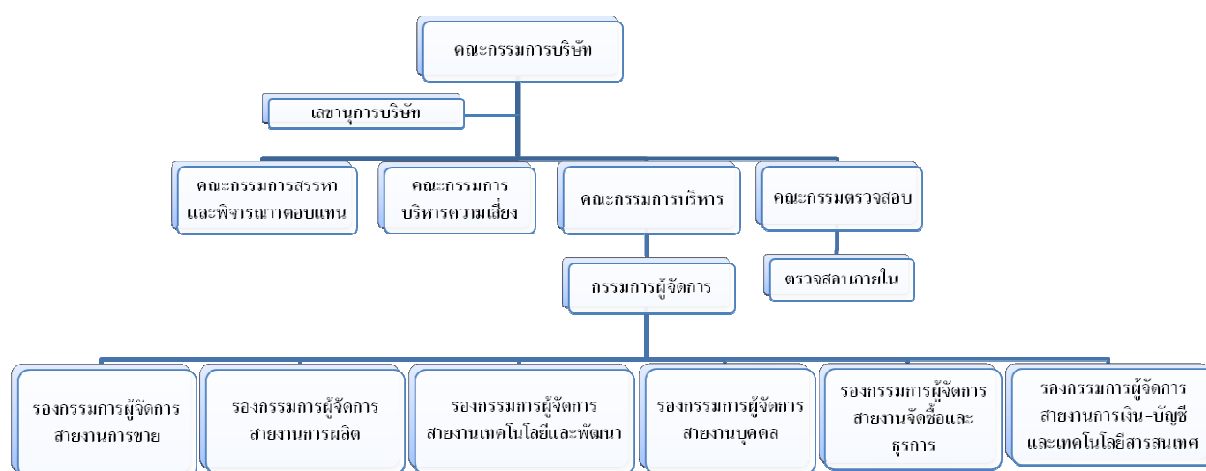 คณะกรรมการบริษัท
เลขานุการบริษัท
คณะกรรมการสรรหา
และพิจารณาตอบแทน
คณะกรรมการ
บริหารความเสี่ยง
คณะกรรมการบริหาร
คณะกรรมตรวจสอบ
กรรมการผู้จัดการ
ตรวจสอบภายใน
รองกรรมการผู้จัดการ
สายงานการขาย
รองกรรมการผู้จัดการ
สายงานการผลิต
รองกรรมการผู้จัดการ
สายงานเทคโนโลยีและพัฒนา
รองกรรมการผู้จัดการ
สายงานบุคคล
รองกรรมการผู้จัดการ
สายงานจัดซื้อและ
ธุรการ
รองกรรมการผู้จัดการ
สายงานการเงิน-บัญชี
และเทคโนโลยีสารสนเทศ